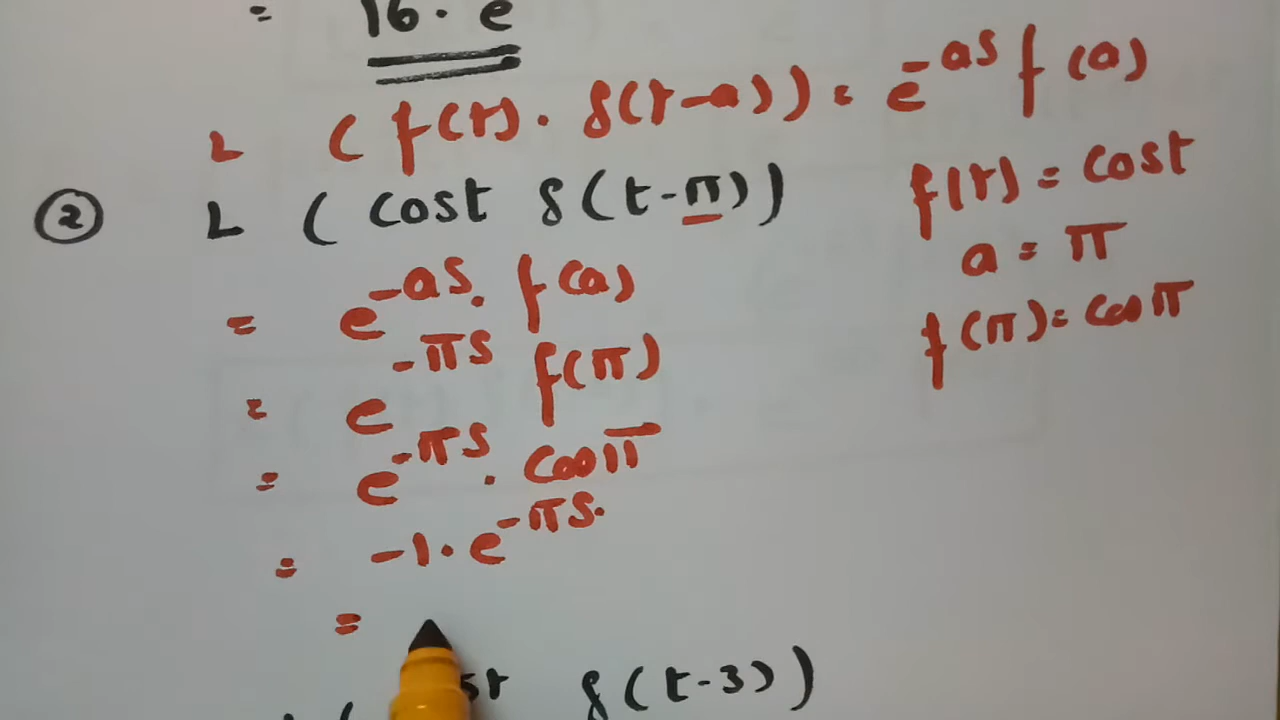 = 16. e
L (f(t). δ(t-a)) = e^-as f(a)
② L (cost δ(t-π))
f(t) = cost
a = π
f(π) = cosπ
= e^-as. f(a)
= e^-πs f(π)
= e^-πs . cosπ
= -1. e^-πs.
=
δ(t-3))